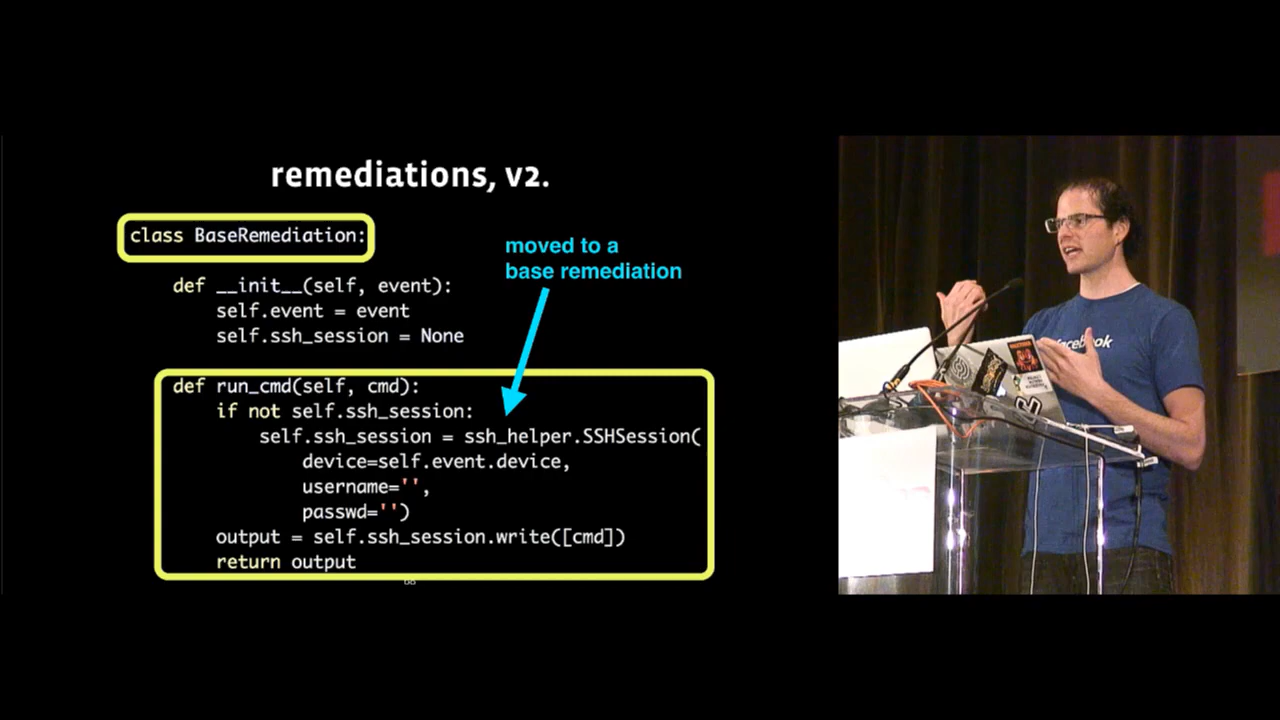 remediations, v2.
class BaseRemediation:
moved to a
base remediation
def __init__(self, event):
self.event = event
self.ssh_session = None
def run_cmd(self, cmd):
if not self.ssh_session:
self.ssh_session = ssh_helper.SSHSession(
device=self.event.device,
username='',
passwd='')
output = self.ssh_session.write([cmd])
return output
facebook